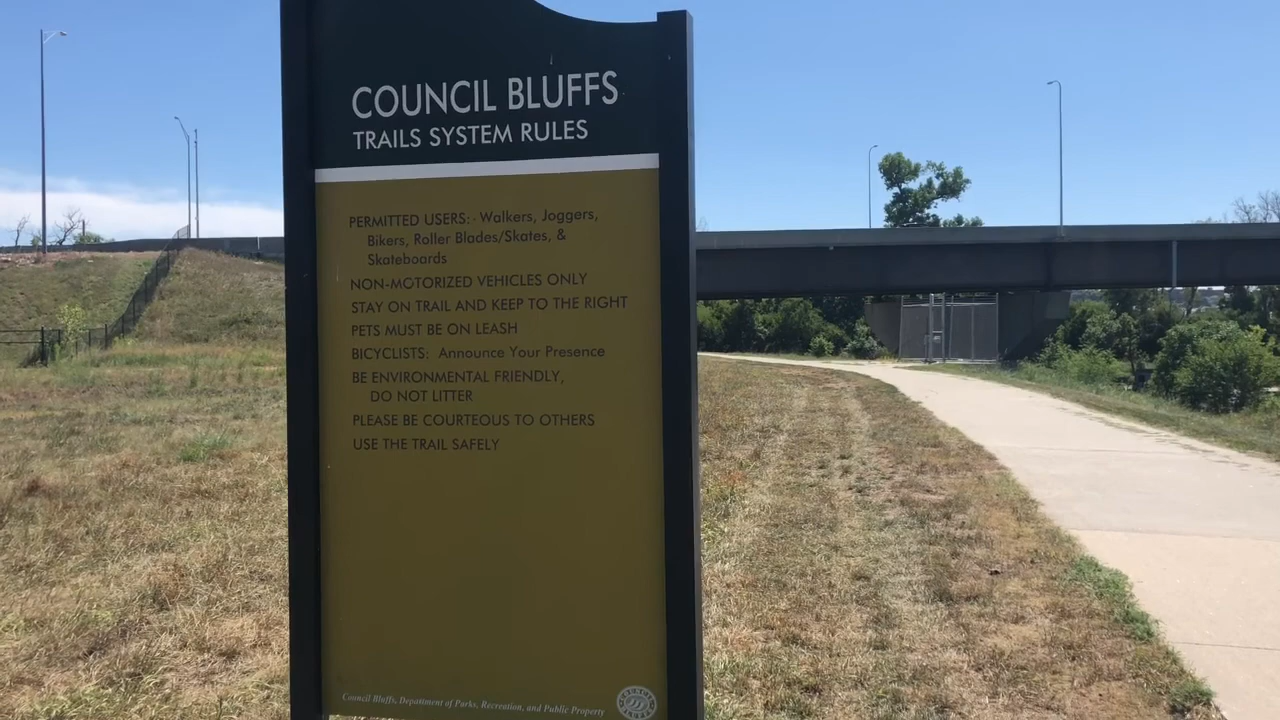 COUNCIL BLUFFS
TRAILS SYSTEM RULES
PERMITTED USERS: Walkers, Joggers,
Bikers, Roller Blades/Skates, &
Skateboards
NON-MOTORIZED VEHICLES ONLY
STAY ON TRAIL AND KEEP TO THE RIGHT
PETS MUST BE ON LEASH
BICYCLISTS: Announce Your Presence
BE ENVIRONMENTAL FRIENDLY,
DO NOT LITTER
PLEASE BE COURTEOUS TO OTHERS
USE THE TRAIL SAFELY
Council Bluffs, Department of Parks, Recreation, and Public Property
COUNCIL
BLUFFS